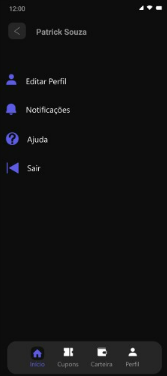 12:00
Patrick Souza
Editar Perfil
Notificações
Ajuda
Sair
Início Cupons Carteira Perfil